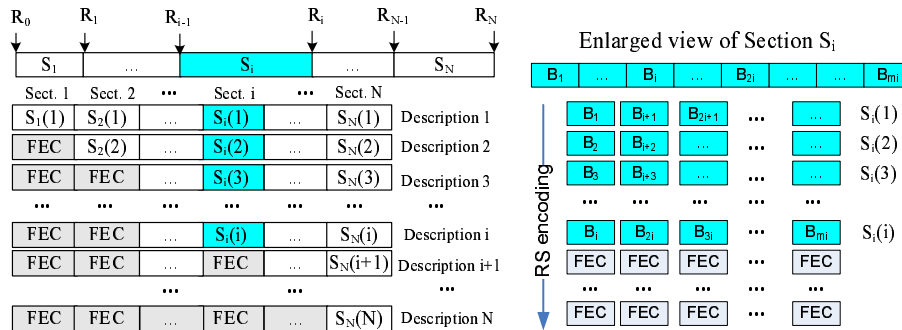 R0 R1 Ri-1 Ri RN-1 RN
S1 ... Si ... SN
Sect. 1 Sect. 2 ... Sect. i ... Sect. N
S1(1) S2(1) ... Si(1) ... SN(1) Description 1
FEC S2(2) ... Si(2) ... SN(2) Description 2
FEC FEC ... Si(3) ... SN(3) Description 3
... ... ... ... ...
FEC FEC ... Si(i) ... SN(i) Description i
FEC FEC ... FEC ... SN(i+1) Description i+1
... ... ...
FEC FEC ... FEC ... SN(N) Description N
Enlarged view of Section Si
B1 ... Bi ... B2i ... ... Bmi
RS encoding
B1 Bi+1 B2i+1 ... ... Si(1)
B2 Bi+2 ... ... ... Si(2)
B3 Bi+3 ... ... ... Si(3)
... ... ... ...
Bi B2i B3i ... Bmi Si(i)
FEC FEC FEC ... FEC
... ... ... ...
FEC FEC FEC ... FEC